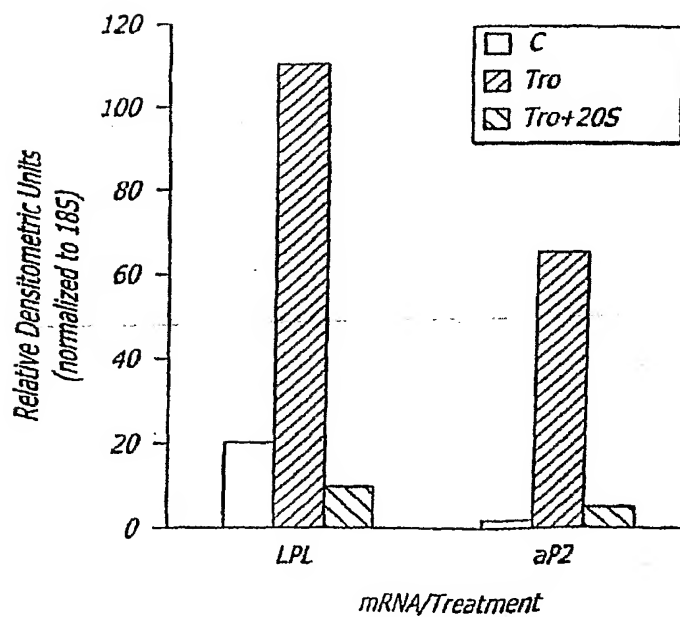 120
100
80
60
40
20
0
Relative Densitometric Units
(normalized to 18S)
C
Tro
Tro+20S
LPL
aP2
mRNA/Treatment